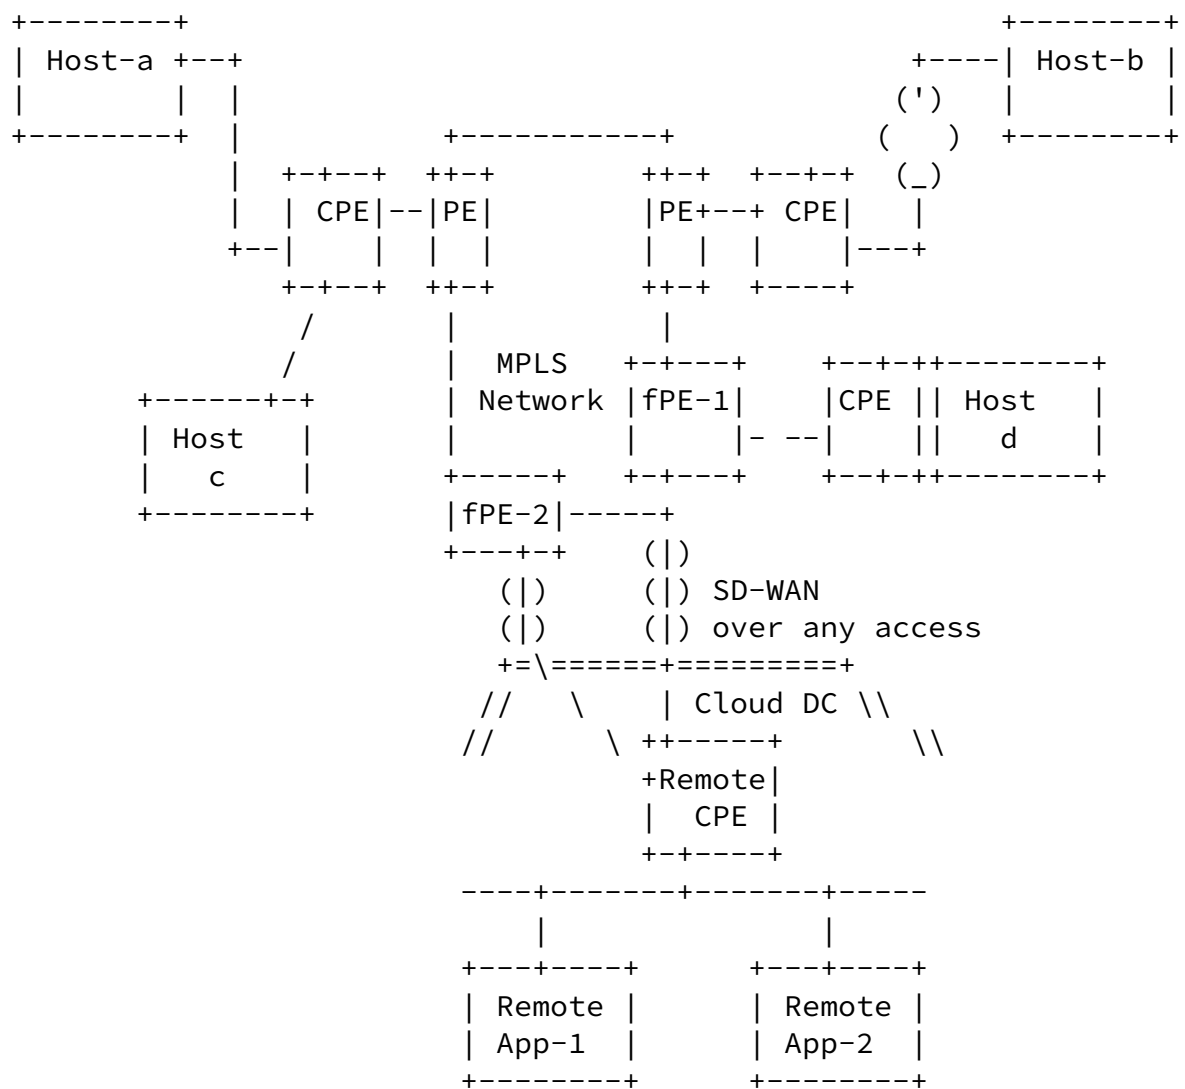 Host-a Host-b
CPE PE PE CPE
MPLS
Network fPE-1 CPE Host
Host d
c
fPE-2
SD-WAN
over any access
Cloud DC
Remote
CPE
Remote Remote
App-1 App-2